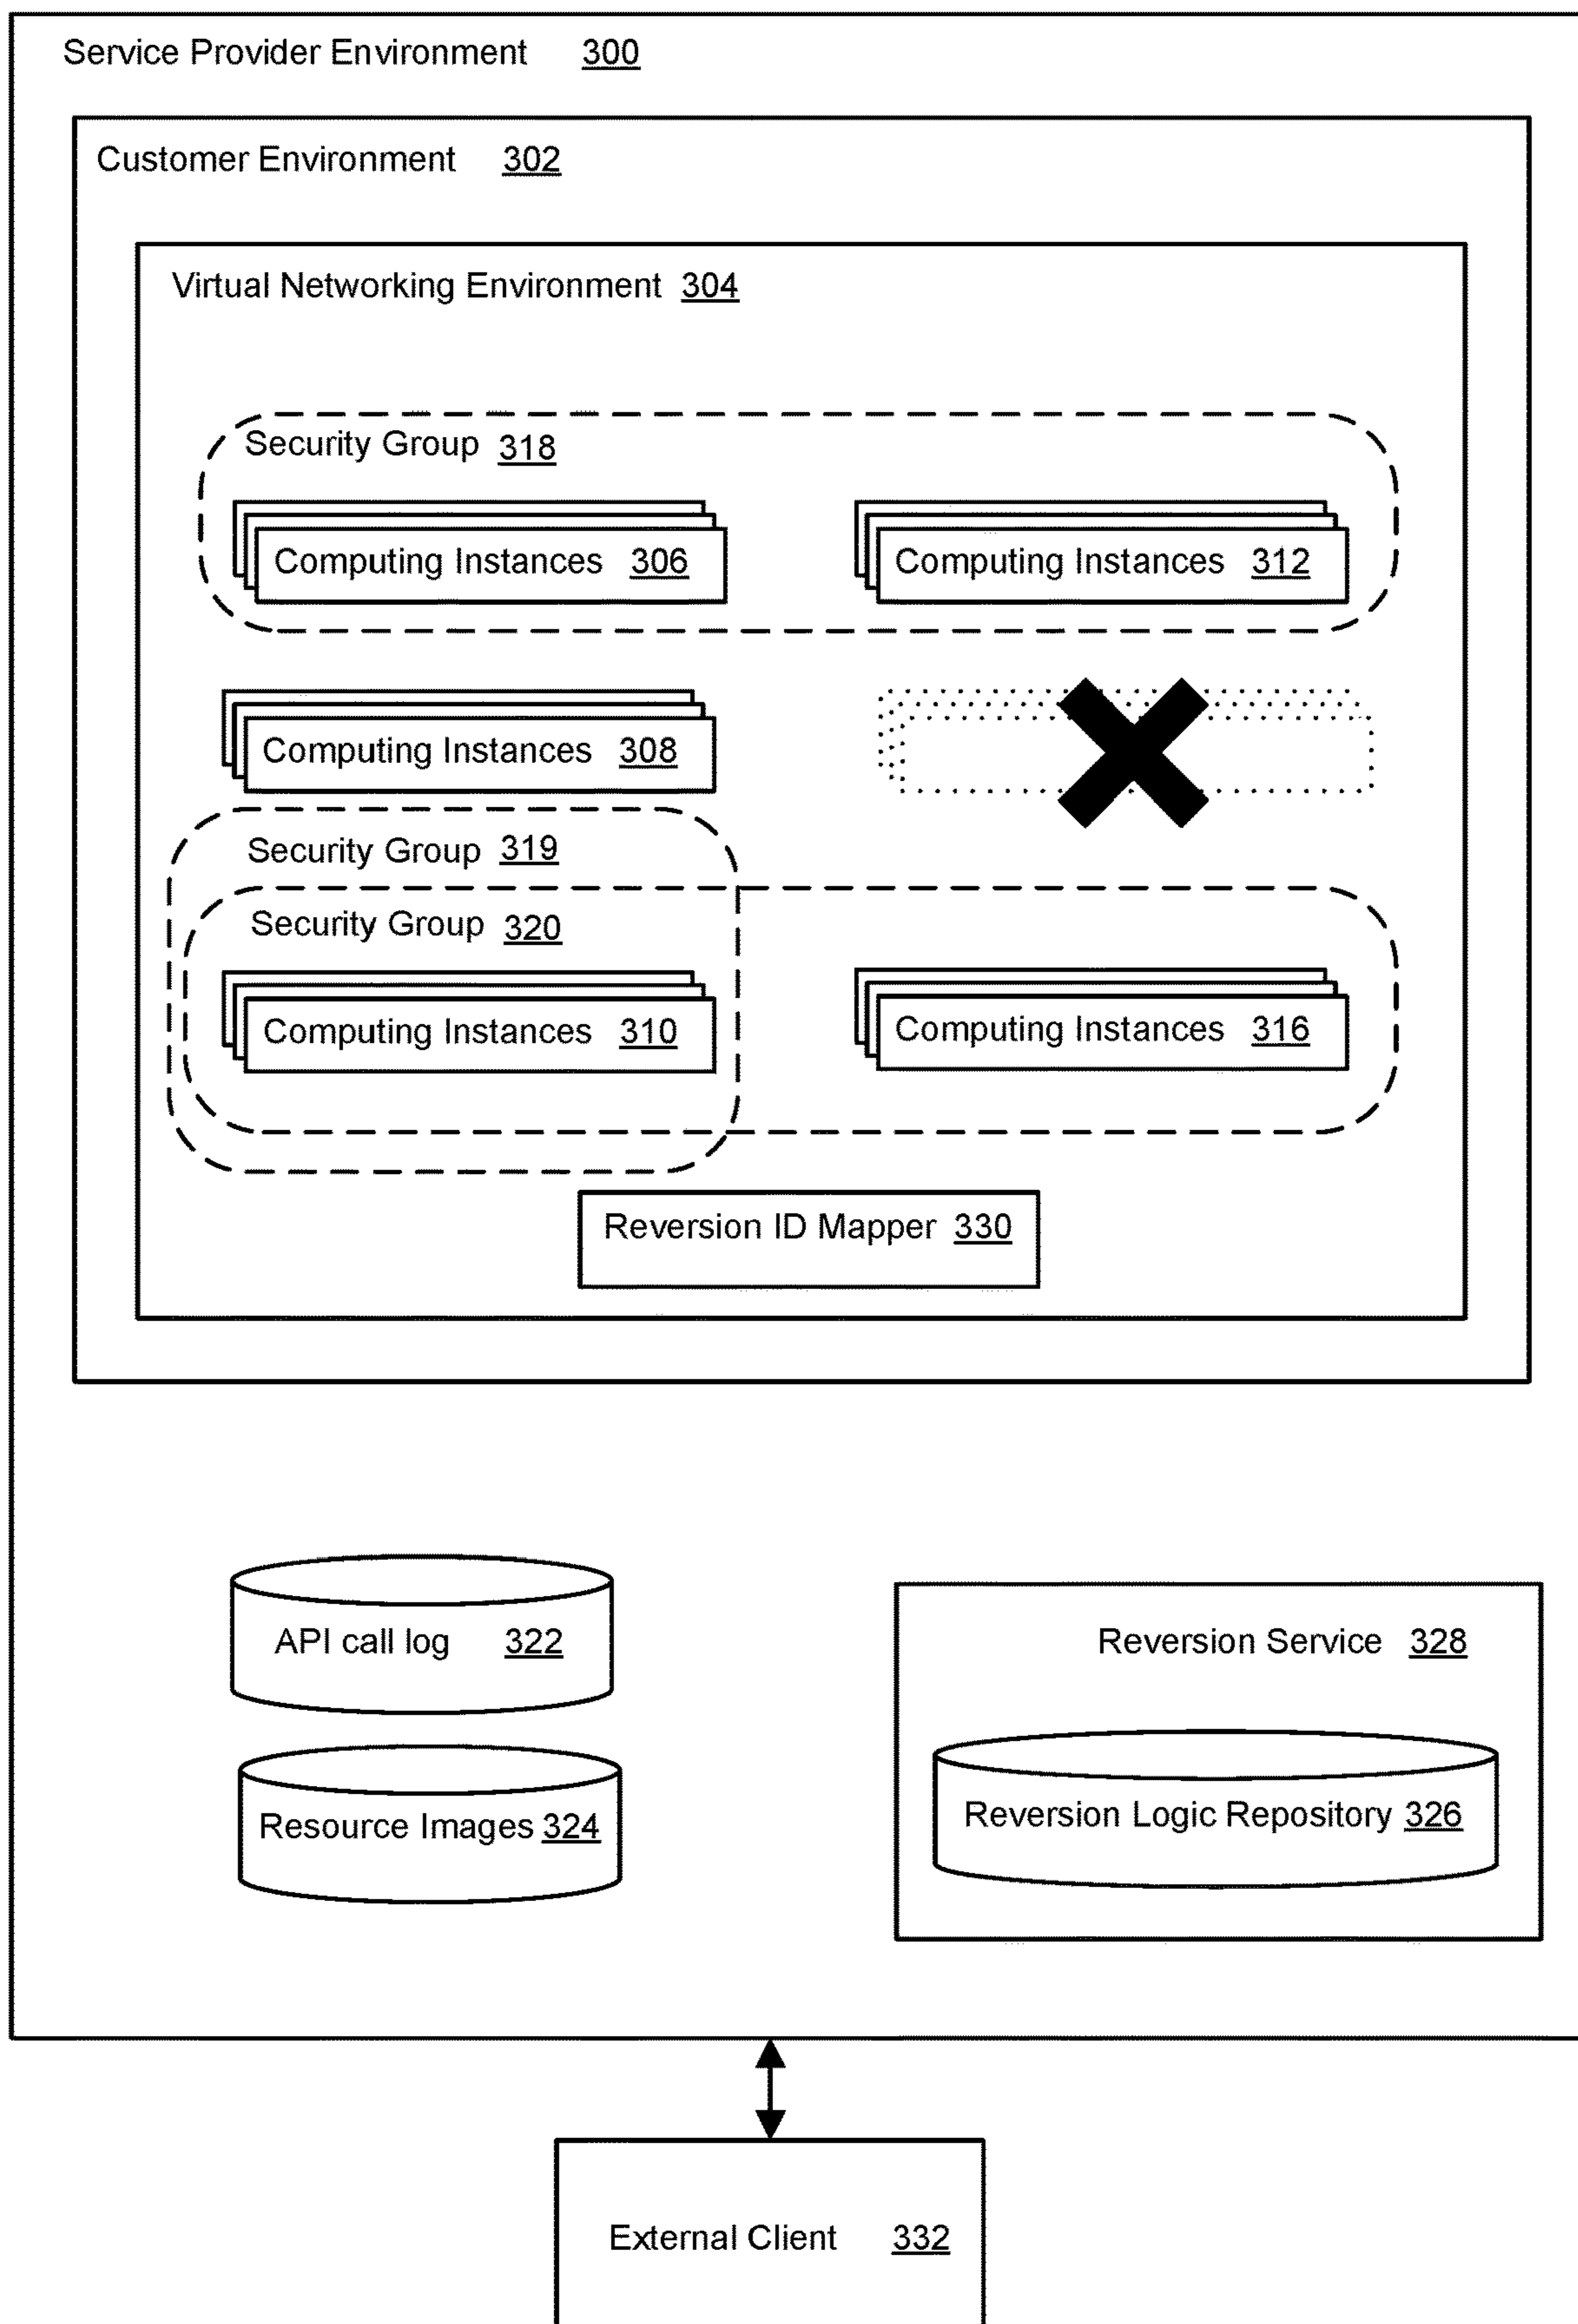 Service Provider Environment 300
Customer Environment 302
Virtual Networking Environment 304
Security Group 318
Computing Instances 306
Computing Instances 312
Computing Instances 308
Security Group 319
Security Group 320
Computing Instances 310
Computing Instances 316
Reversion ID Mapper 330
API call log 322
Reversion Service 328
Resource Images 324
Reversion Logic Repository 326
External Client 332